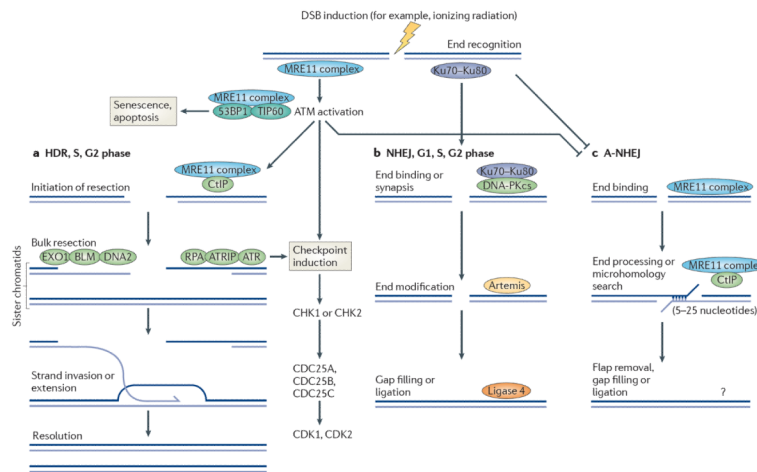 DSB induction (for example, ionizing radiation)
End recognition
MRE11 complex
Ku70–Ku80
MRE11 complex
53BP1 TIP60
ATM activation
Senescence,
apoptosis
a HDR, S, G2 phase
b NHEJ, G1, S, G2 phase
c A-NHEJ
MRE11 complex
CtIP
Initiation of resection
End binding or
synapsis
Ku70–Ku80
DNA-PKcs
End binding
MRE11 complex
Bulk resection
EXO1 BLM DNA2
RPA ATRIP ATR
Checkpoint
induction
Sister chromatids
End modification
Artemis
End processing or
microhomology
search
MRE11 comple
CtIP
(5–25 nucleotides)
CHK1 or CHK2
Strand invasion or
extension
CDC25A,
CDC25B,
CDC25C
Gap filling or
ligation
Ligase 4
Flap removal,
gap filling or
ligation
?
Resolution
CDK1, CDK2